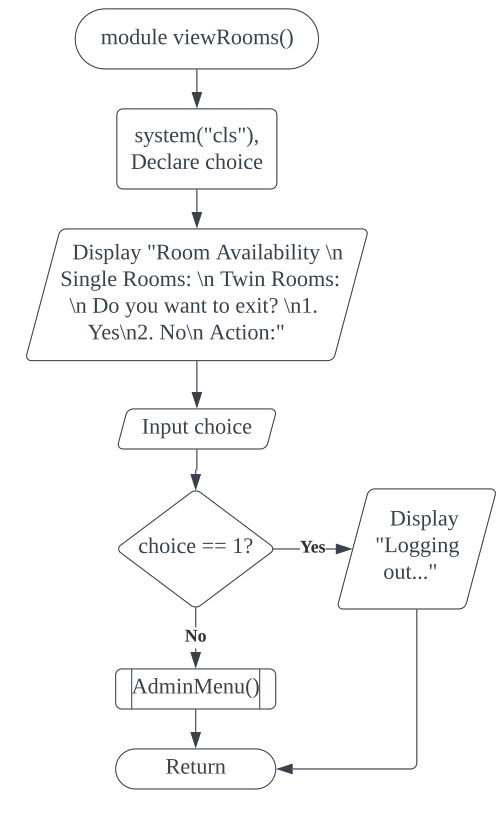 module viewRooms()
system("cls"),
Declare choice
Display "Room Availability \n
Single Rooms: \n Twin Rooms:
\n Do you want to exit? \n1.
Yes\n2. No\n Action:"
Input choice
choice == 1?
Yes
Display
"Logging
out..."
No
AdminMenu()
Return